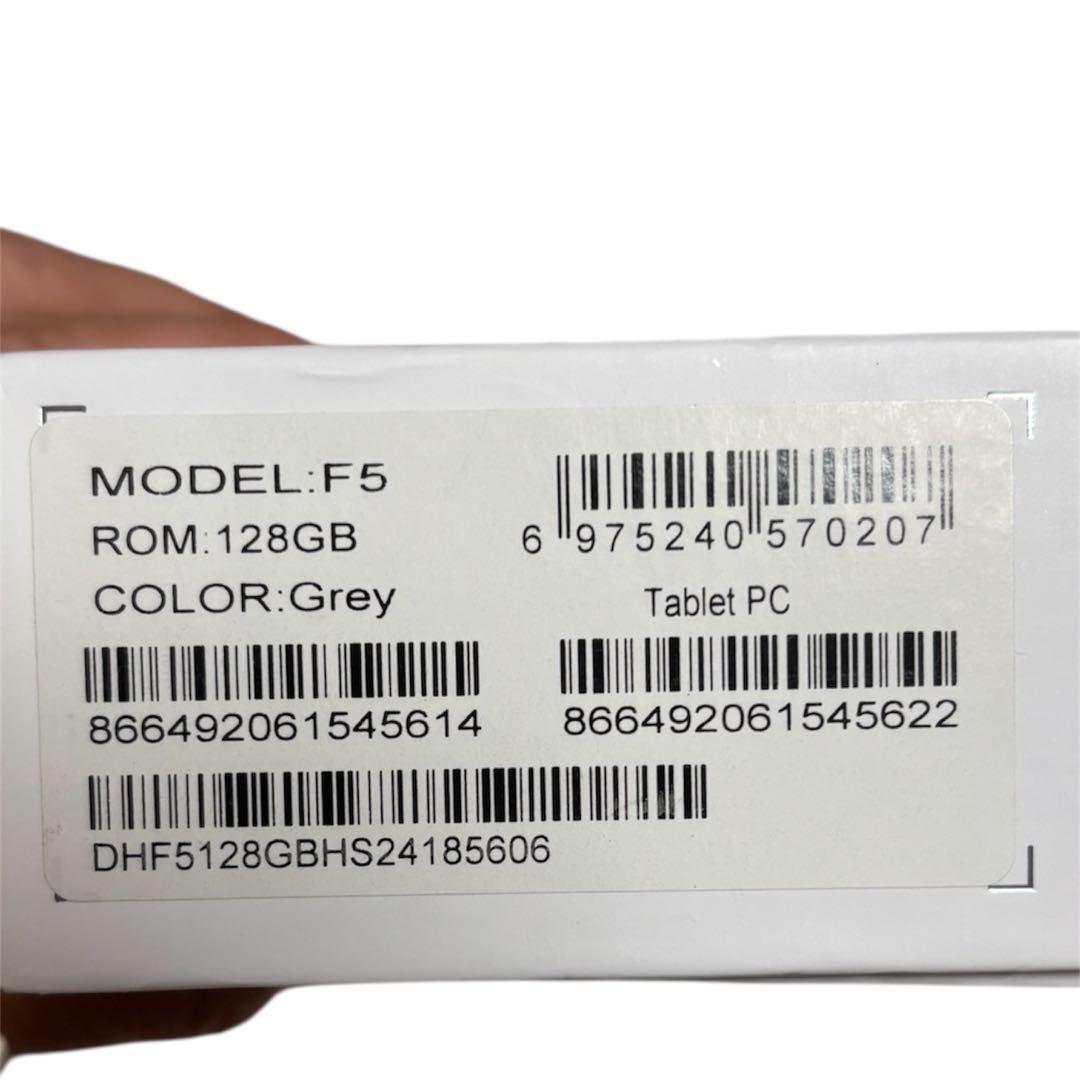 MODEL:F5
ROM:128GB
COLOR:Grey
6 975240 570207
Tablet PC
866492061545614
866492061545622
DHF5128GBHS24185606